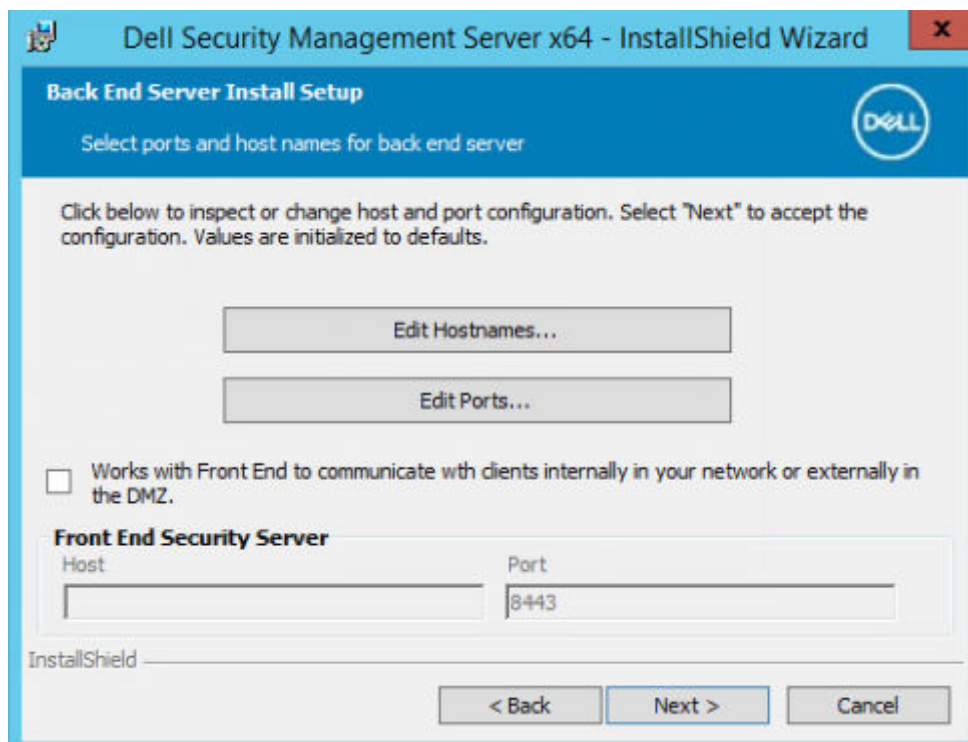 Dell Security Management Server x64 - InstallShield Wizard
x
Back End Server Install Setup
Select ports and host names for back end server
DELL
Click below to inspect or change host and port configuration. Select "Next" to accept the
configuration. Values are initialized to defaults.
Edit Hostnames...
Edit Ports...
Works with Front End to communicate wth clients internally in your network or externally in
the DMZ.
Front End Security Server
Host
Port
8443
InstallShield
< Back
Next >
Cancel